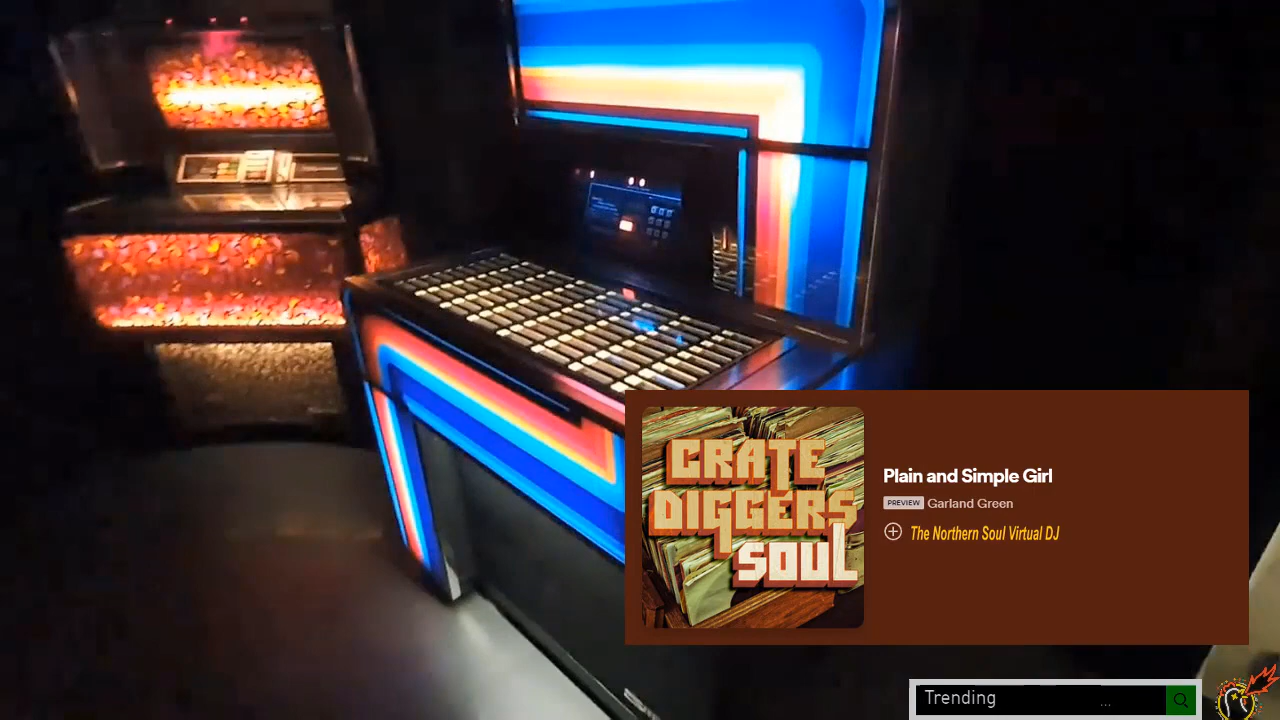 CRATE
DIGGERS
SOUL
Plain and Simple Girl
PREVIEW Garland Green
The Northern Soul Virtual DJ
Trending ...